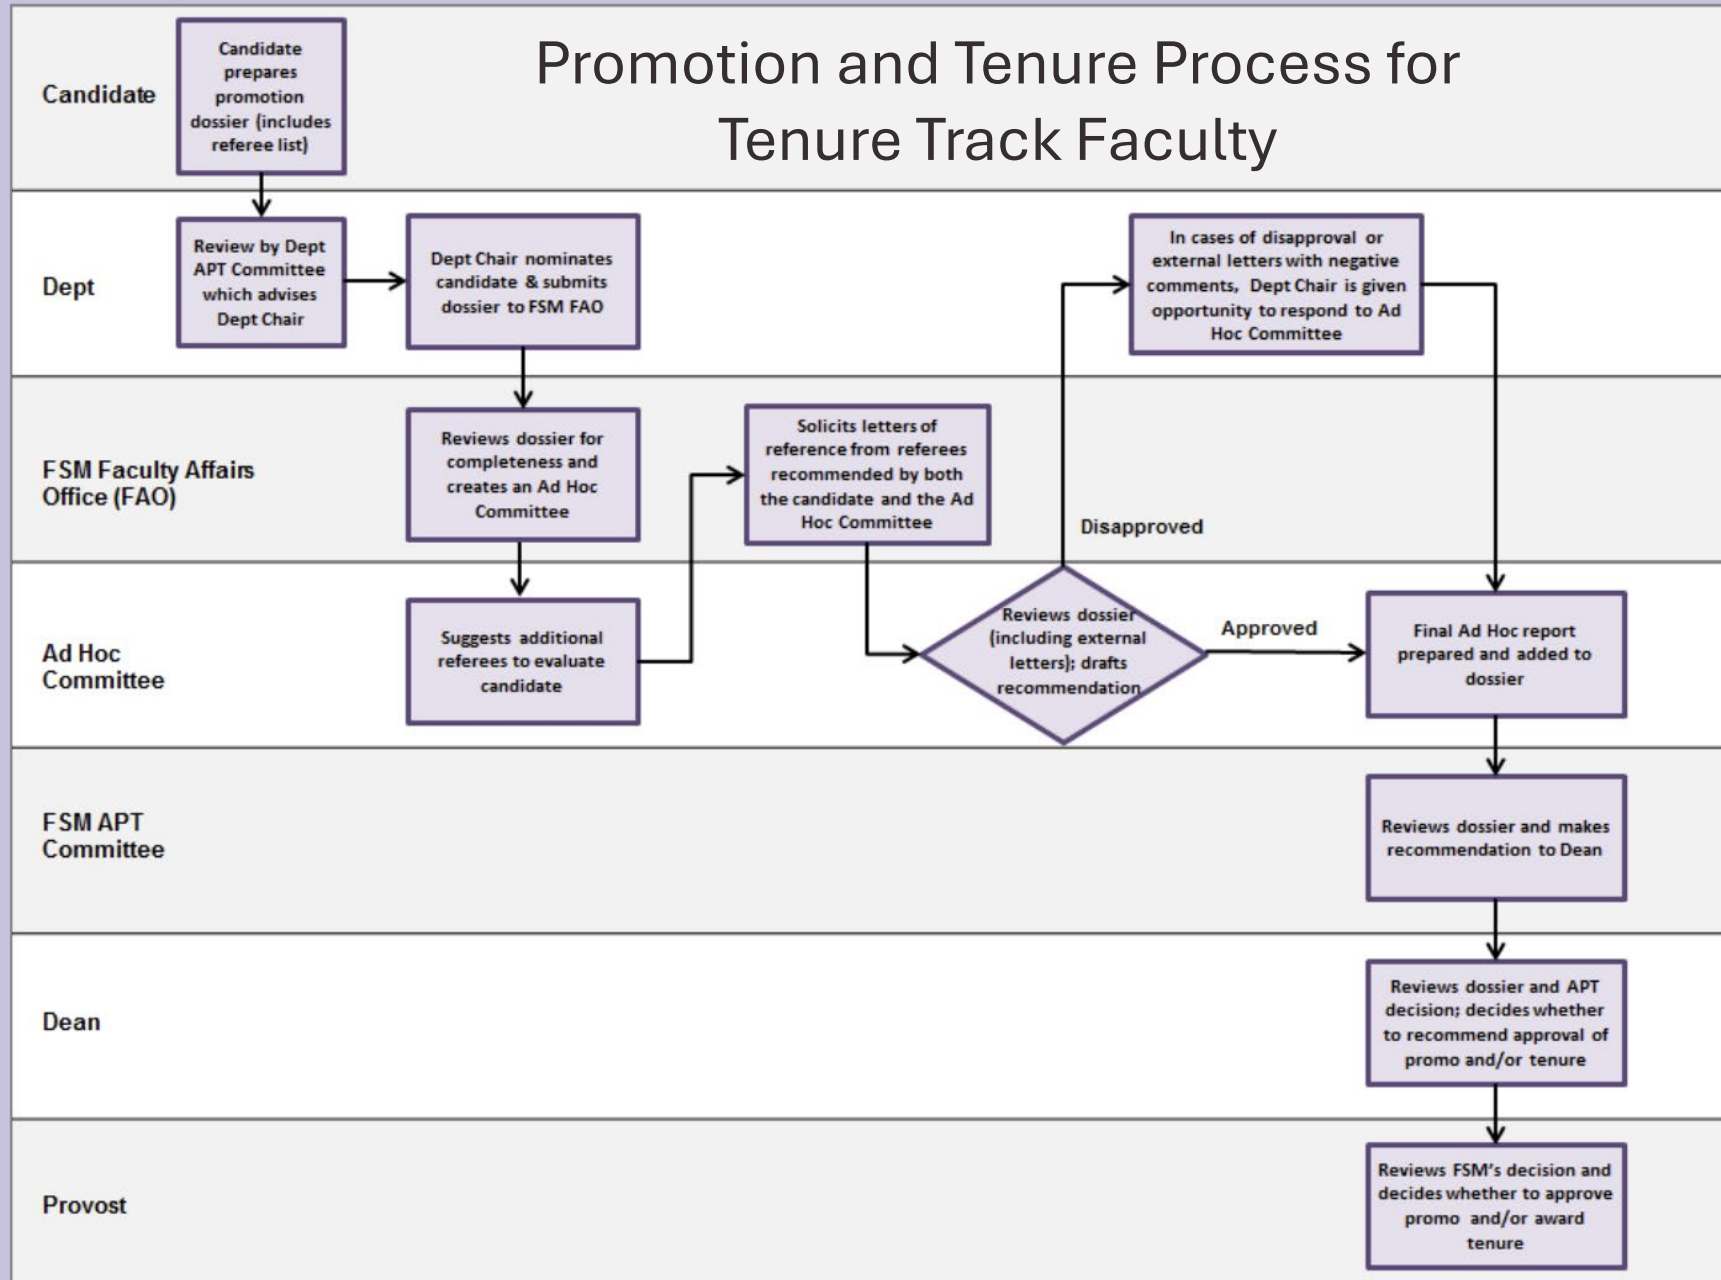 Promotion and Tenure Process for
Tenure Track Faculty
Candidate
Candidate
prepares
promotion
dossier (includes
referee list)
Dept
Review by Dept
APT Committee
which advises
Dept Chair
Dept Chair nominates
candidate & submits
dossier to FSM FAO
In cases of disapproval or
external letters with negative
comments, Dept Chair is given
opportunity to respond to Ad
Hoc Committee
FSM Faculty Affairs
Office (FAO)
Reviews dossier for
completeness and
creates an Ad Hoc
Committee
Solicits letters of
reference from referees
recommended by both
the candidate and the Ad
Hoc Committee
Disapproved
Ad Hoc
Committee
Suggests additional
referees to evaluate
candidate
Reviews dossier
(including external
letters); drafts
recommendation
Approved
Final Ad Hoc report
prepared and added to
dossier
FSM APT
Committee
Reviews dossier and makes
recommendation to Dean
Dean
Reviews dossier and APT
decision; decides whether
to recommend approval of
promo and/or tenure
Provost
Reviews FSM's decision and
decides whether to approve
promo and/or award
tenure